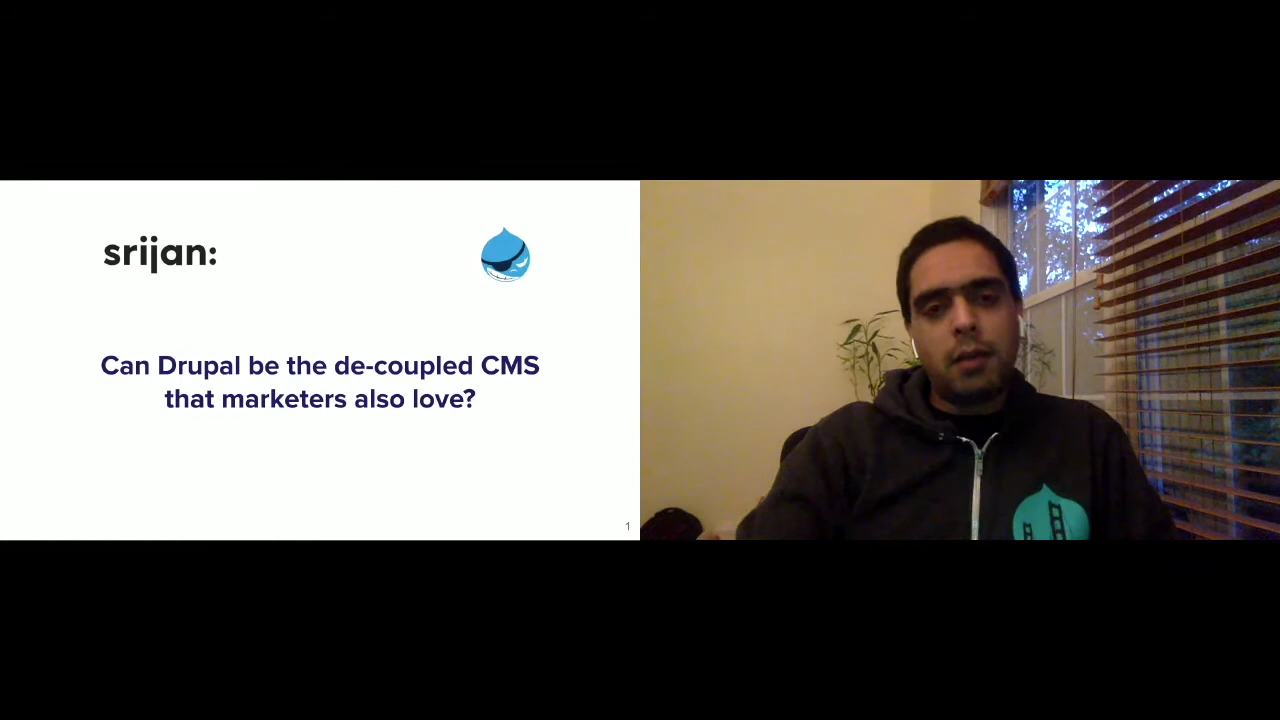 srijan:
Can Drupal be the de-coupled CMS
that marketers also love?
1